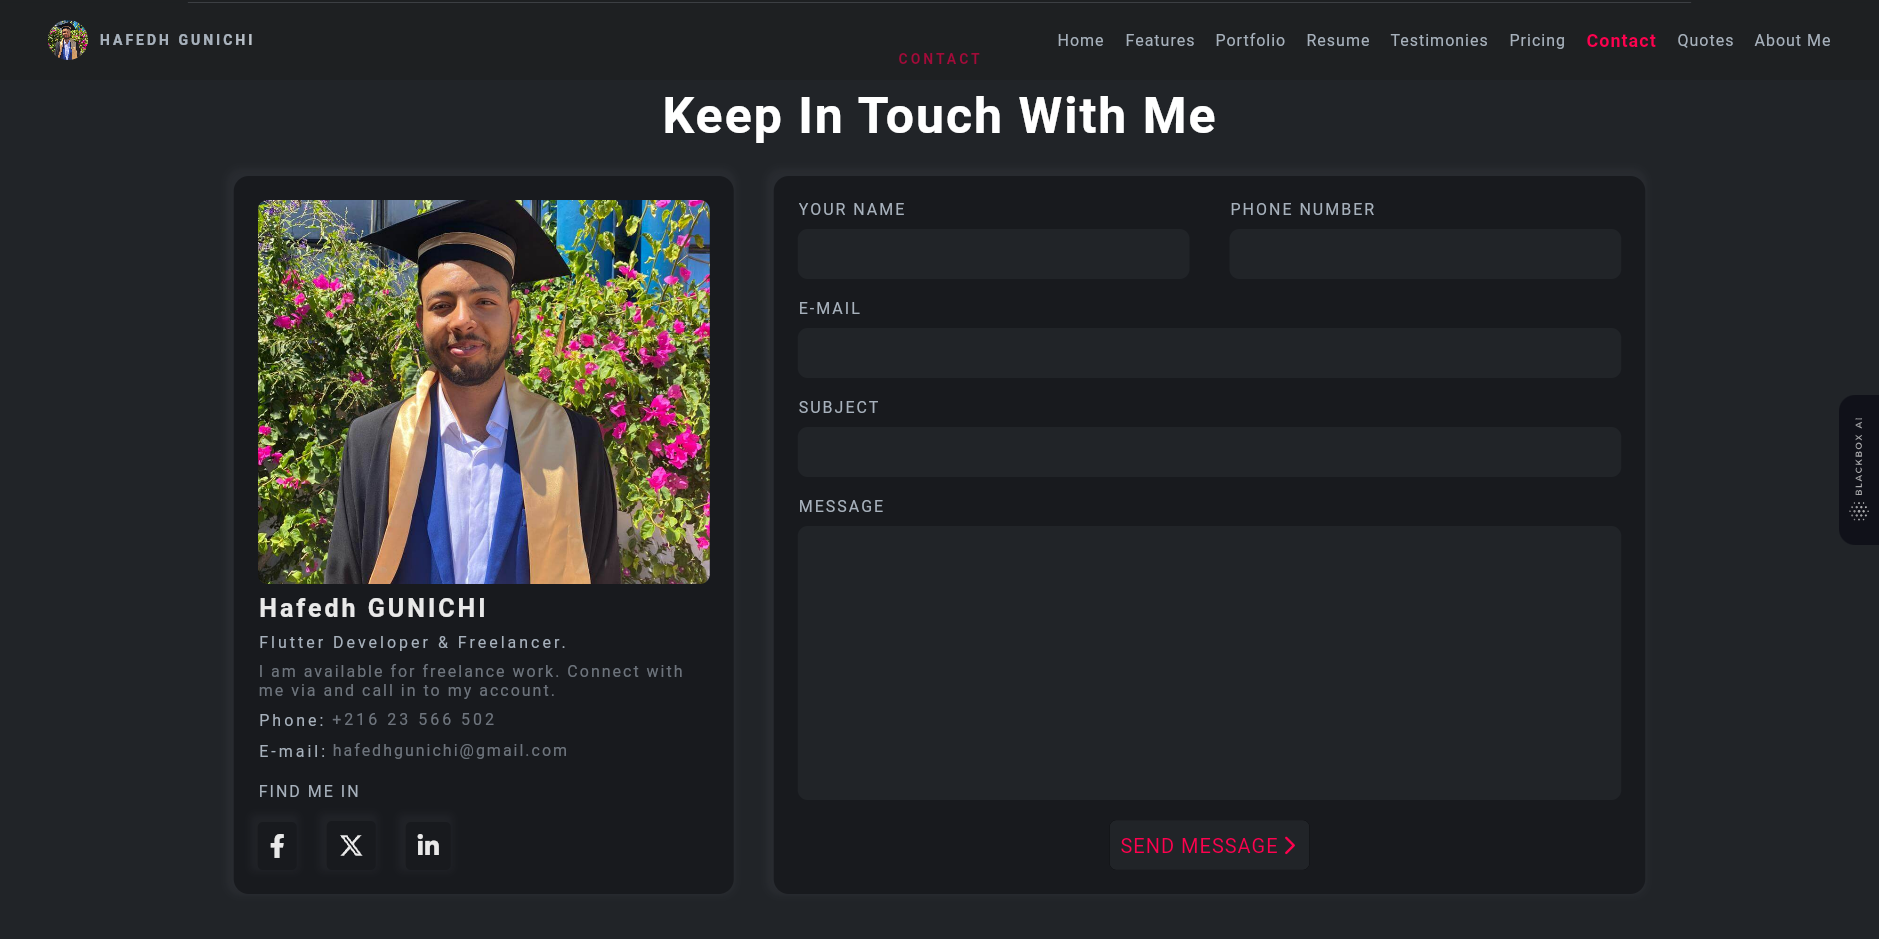 HAFEDH GUNICHI
Home Features Portfolio Resume Testimonies Pricing Contact Quotes About Me
CONTACT
Keep In Touch With Me
Hafedh GUNICHI
Flutter Developer & Freelancer.
I am available for freelance work. Connect with
me via and call in to my account.
Phone: +216 23 566 502
E-mail: hafedhgunichi@gmail.com
FIND ME IN
YOUR NAME
PHONE NUMBER
E-MAIL
SUBJECT
MESSAGE
SEND MESSAGE
BLACKBOX AI